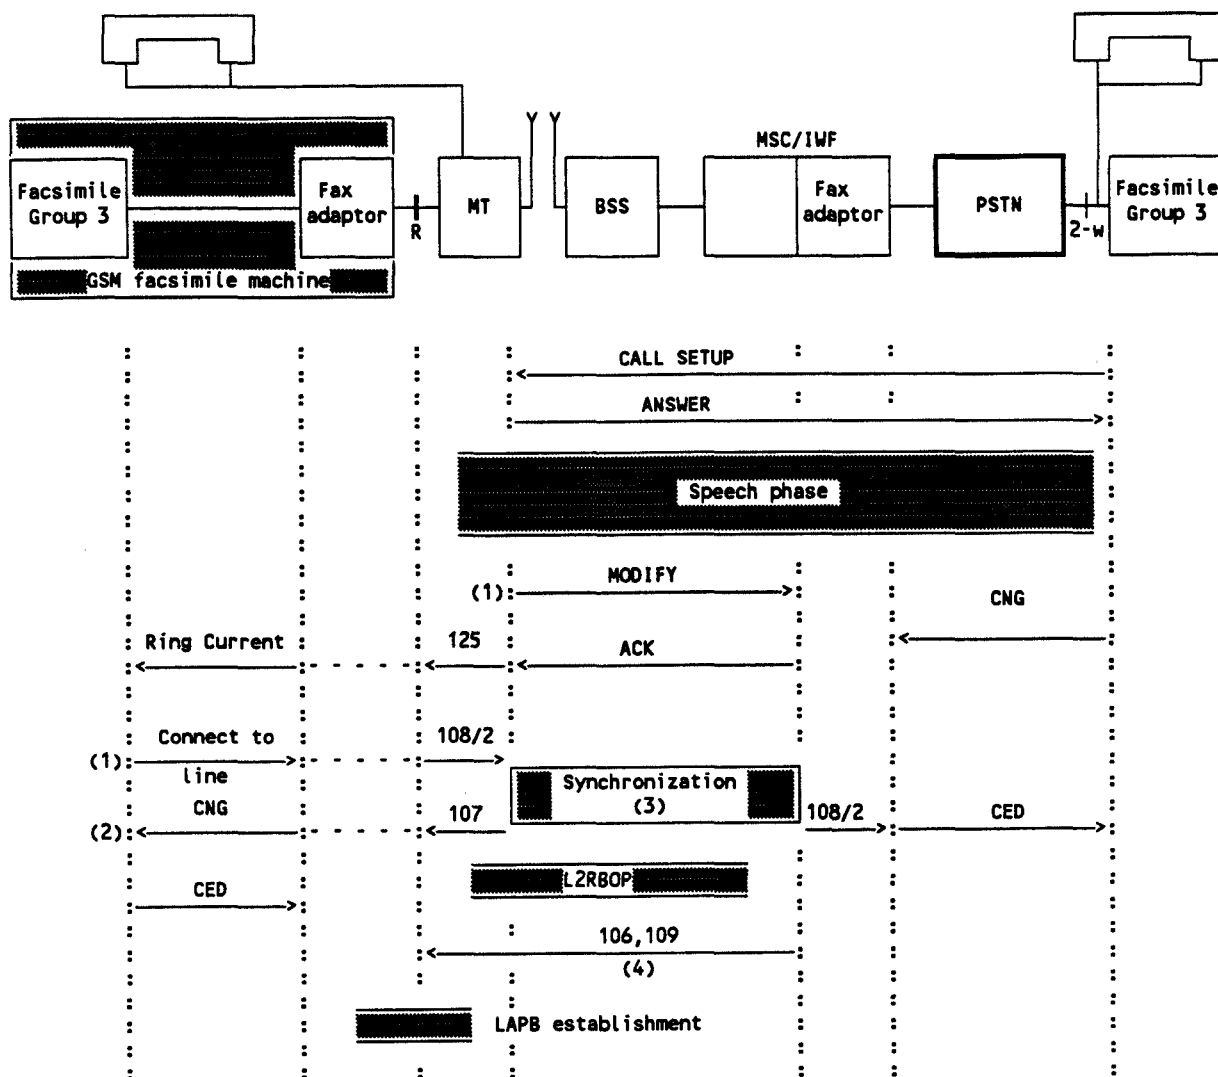 MSC/IWF
Facsimile
Group 3
Fax
adaptor
R
MT
BSS
Fax
adaptor
PSTN
2-w
Facsimile
Group 3
GSM facsimile machine
CALL SETUP
ANSWER
Speech phase
(1)
MODIFY
CNG
Ring Current
125
ACK
(1)
Connect to
line
108/2
Synchronization
(3)
(2)
CNG
107
108/2
CED
L2RBOP
CED
106,109
(4)
LAPB establishment